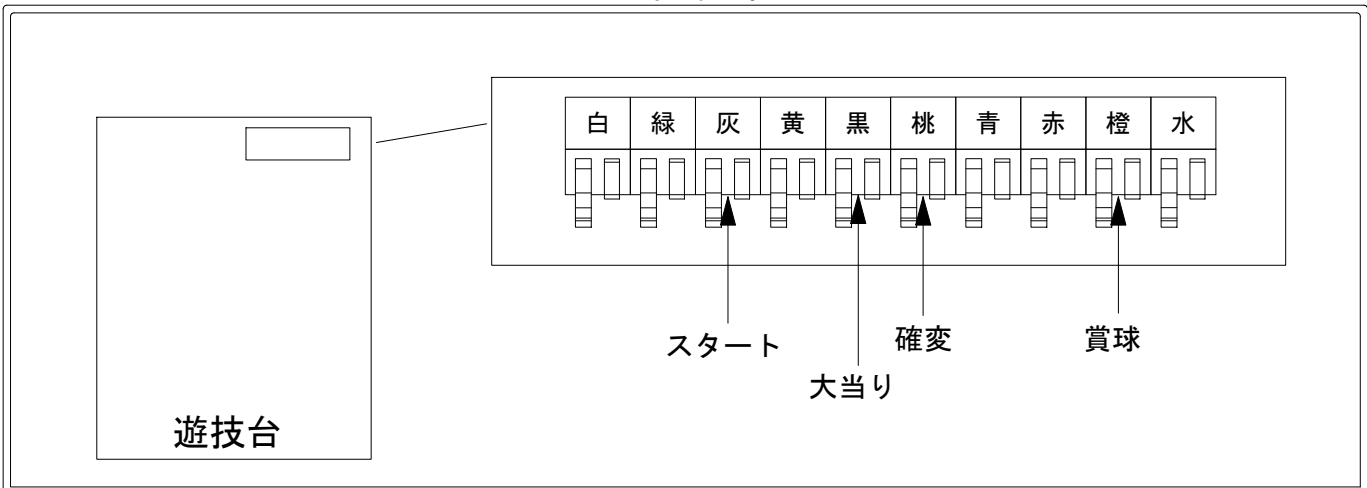 白 緑 灰 黄 黒 桃 青 赤 橙 水
スタート
大当り
確変
賞球
遊技台